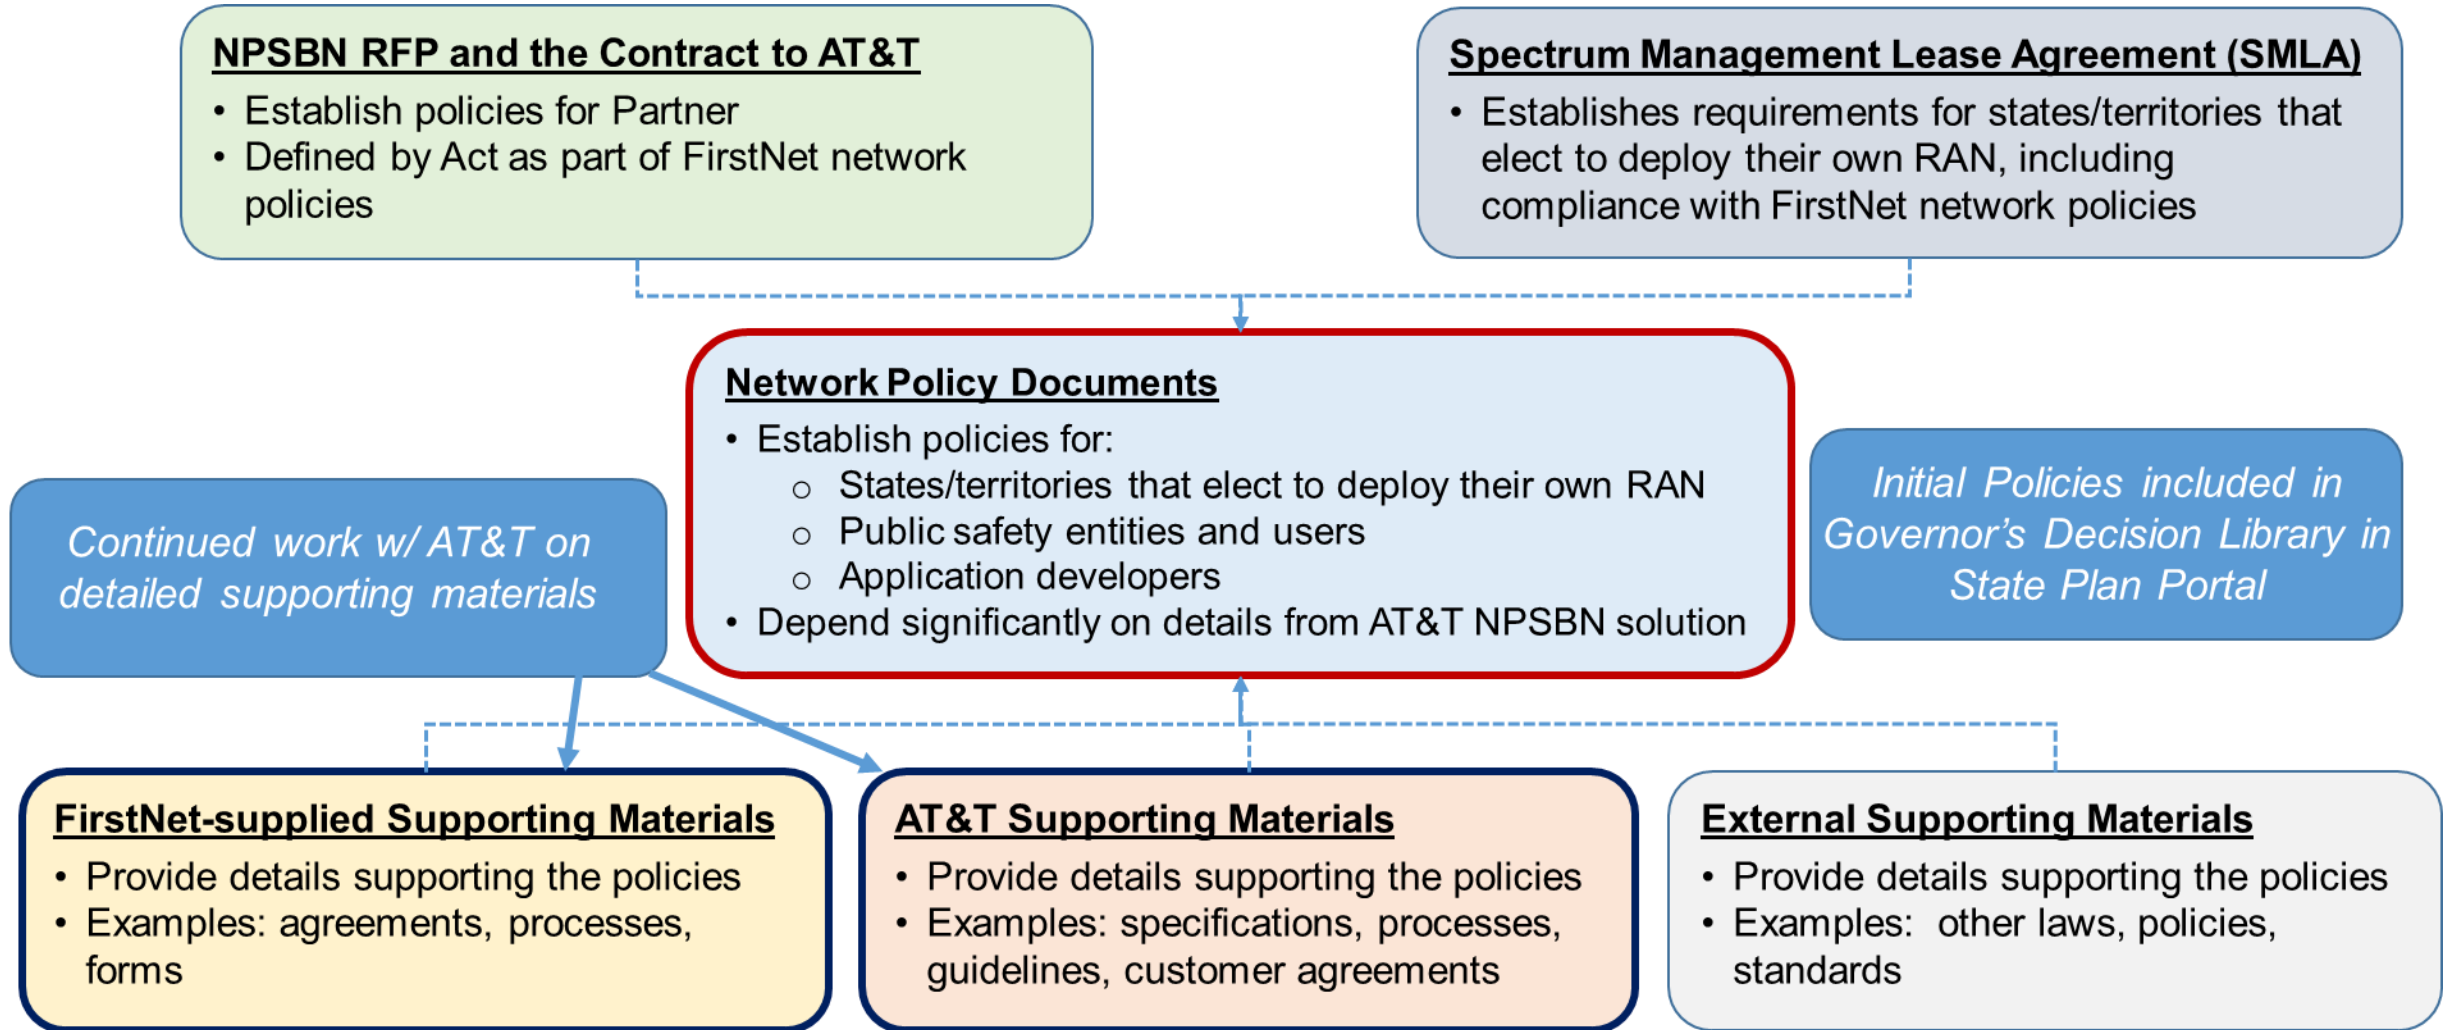 NPSBN RFP and the Contract to AT&T
• Establish policies for Partner
• Defined by Act as part of FirstNet network
policies
Spectrum Management Lease Agreement (SMLA)
• Establishes requirements for states/territories that
elect to deploy their own RAN, including
compliance with FirstNet network policies
Network Policy Documents
• Establish policies for:
o States/territories that elect to deploy their own RAN
o Public safety entities and users
o Application developers
• Depend significantly on details from AT&T NPSBN solution
Continued work w/ AT&T on
detailed supporting materials
Initial Policies included in
Governor’s Decision Library in
State Plan Portal
FirstNet-supplied Supporting Materials
• Provide details supporting the policies
• Examples: agreements, processes,
forms
AT&T Supporting Materials
• Provide details supporting the policies
• Examples: specifications, processes,
guidelines, customer agreements
External Supporting Materials
• Provide details supporting the policies
• Examples: other laws, policies,
standards